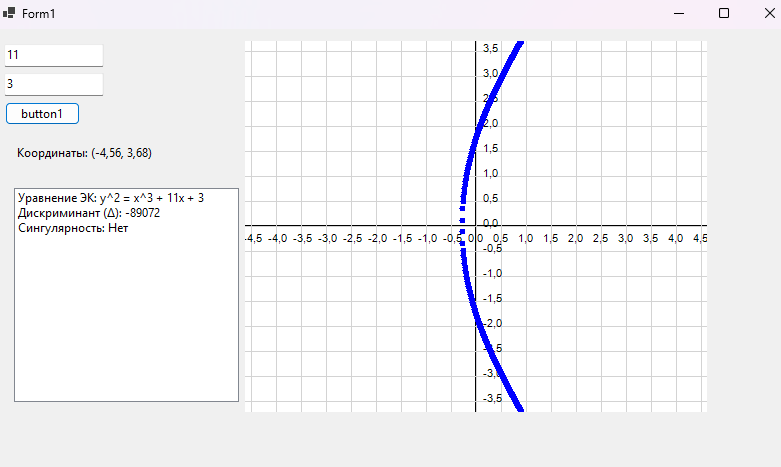 Form1
11
3
button1
Координаты: (-4,56, 3,68)
Уравнение ЭК: y^2 = x^3 + 11x + 3
Дискриминант (Δ): -89072
Сингулярность: Нет
3,5
3,0
2,5
2,0
1,5
1,0
0,5
0,0
-4,5 -4,0 -3,5 -3,0 -2,5 -2,0 -1,5 -1,0 -0,5 0,0 0,5 1,0 1,5 2,0 2,5 3,0 3,5 4,0 4,5
-0,5
-1,0
-1,5
-2,0
-2,5
-3,0
-3,5